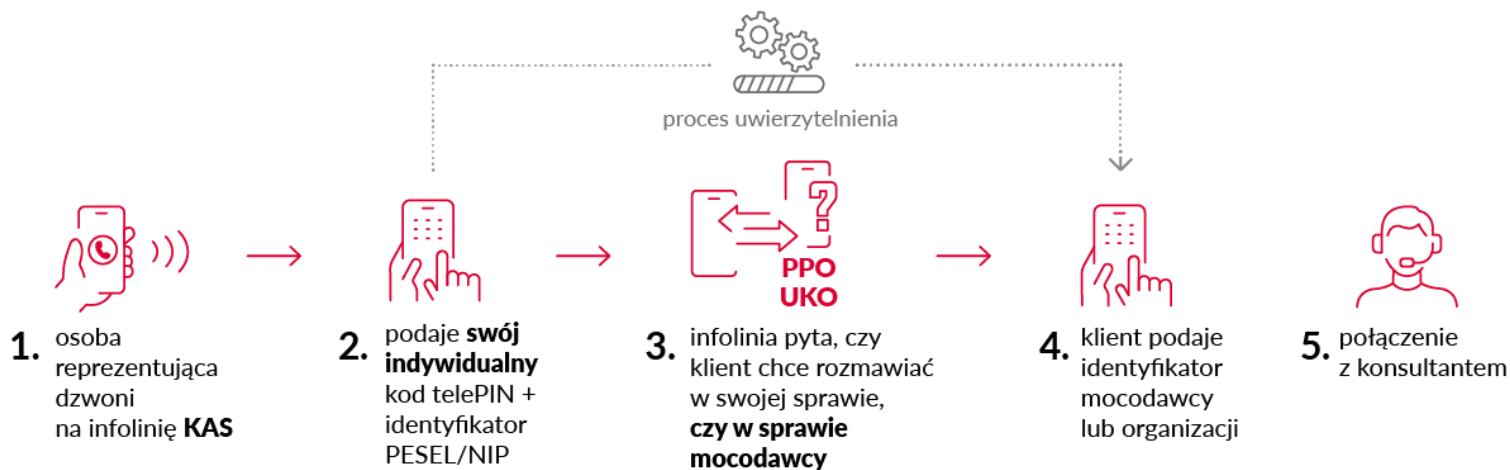 proces uwierzytelnienia
?
PPO
UKO
1. osoba
reprezentująca
dzwoni
na infolinię KAS
2. podaje swój
indywidualny
kod telePIN +
identyfikator
PESEL/NIP
3. infolinia pyta, czy
klient chce rozmawiać
w swojej sprawie,
czy w sprawie
mocodawcy
4. klient podaje
identyfikator
mocodawcy
lub organizacji
5. połączenie
z konsultantem